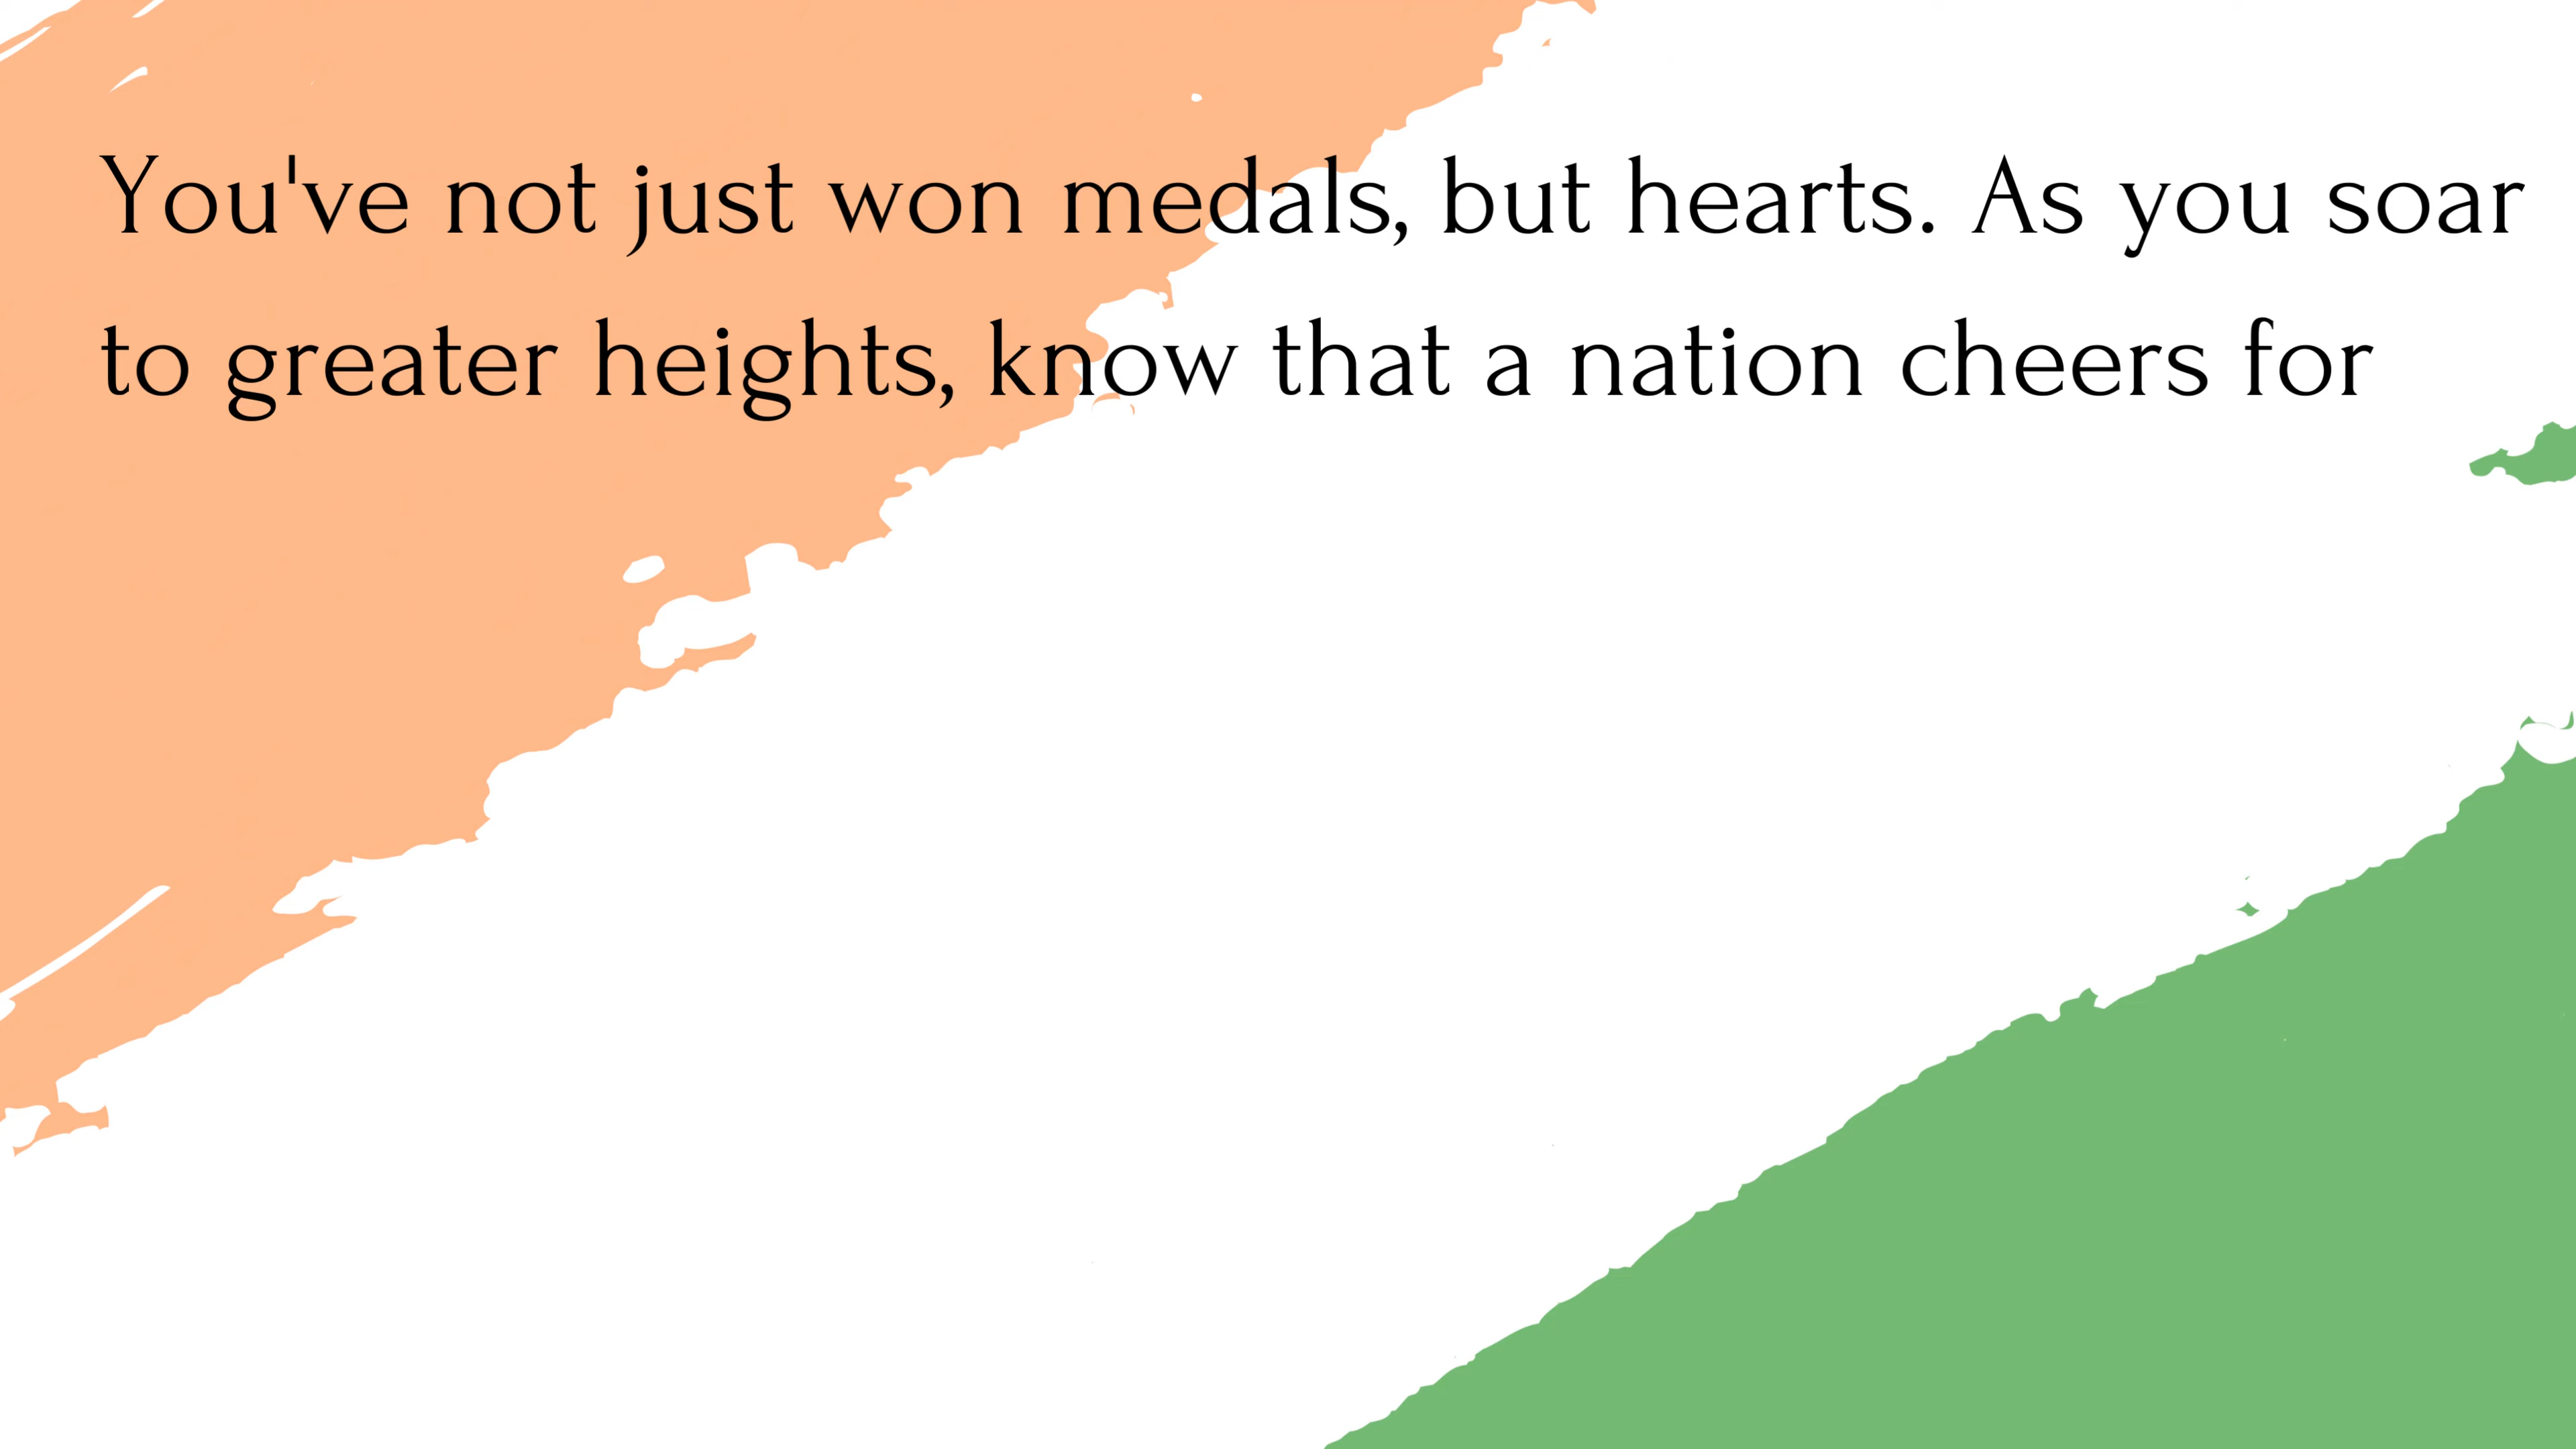 You've not just won medals, but hearts. As you soar
to greater heights, know that a nation cheers for